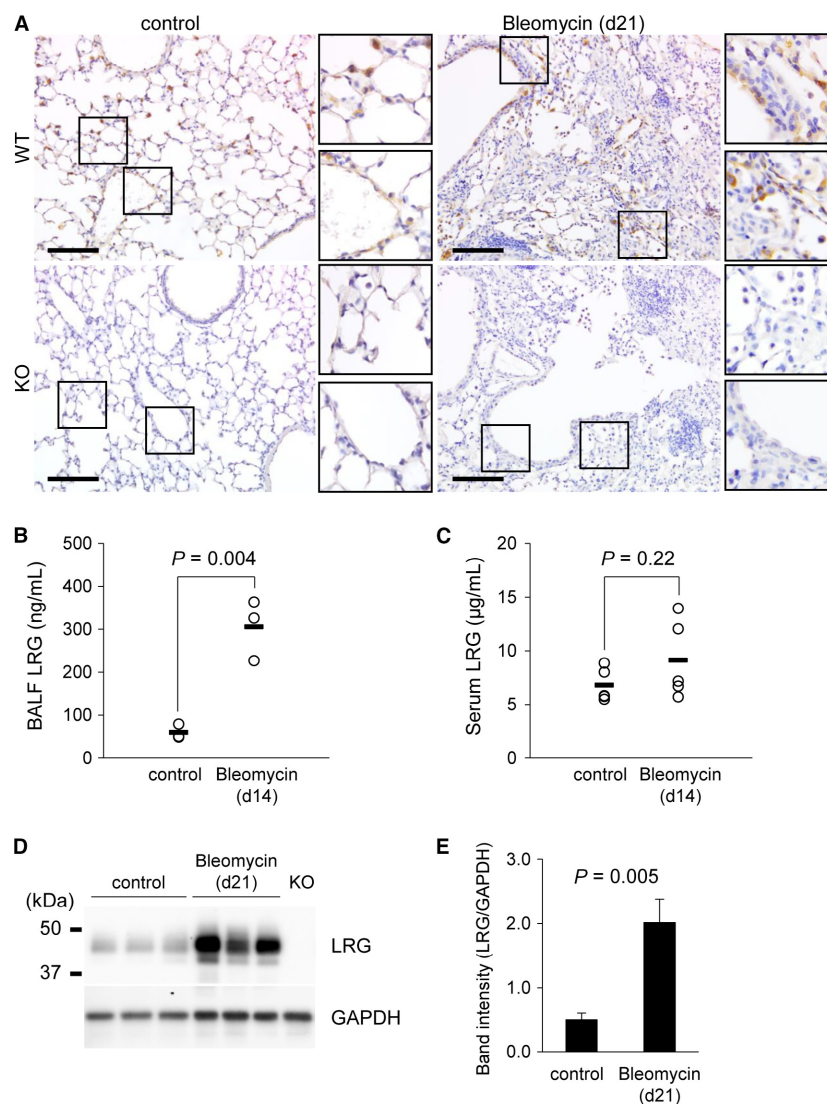 A
control
Bleomycin (d21)
WT
KO
B
BALF LRG (ng/mL)
500
400
300
200
100
0
P = 0.004
control
Bleomycin
(d14)
C
Serum LRG (µg/mL)
20
15
10
5
0
P = 0.22
control
Bleomycin
(d14)
D
Bleomycin
(d21)
control
KO
(kDa)
50
37
LRG
GAPDH
E
Band intensity (LRG/GAPDH)
3.0
2.0
1.0
0.0
P = 0.005
control
Bleomycin
(d21)